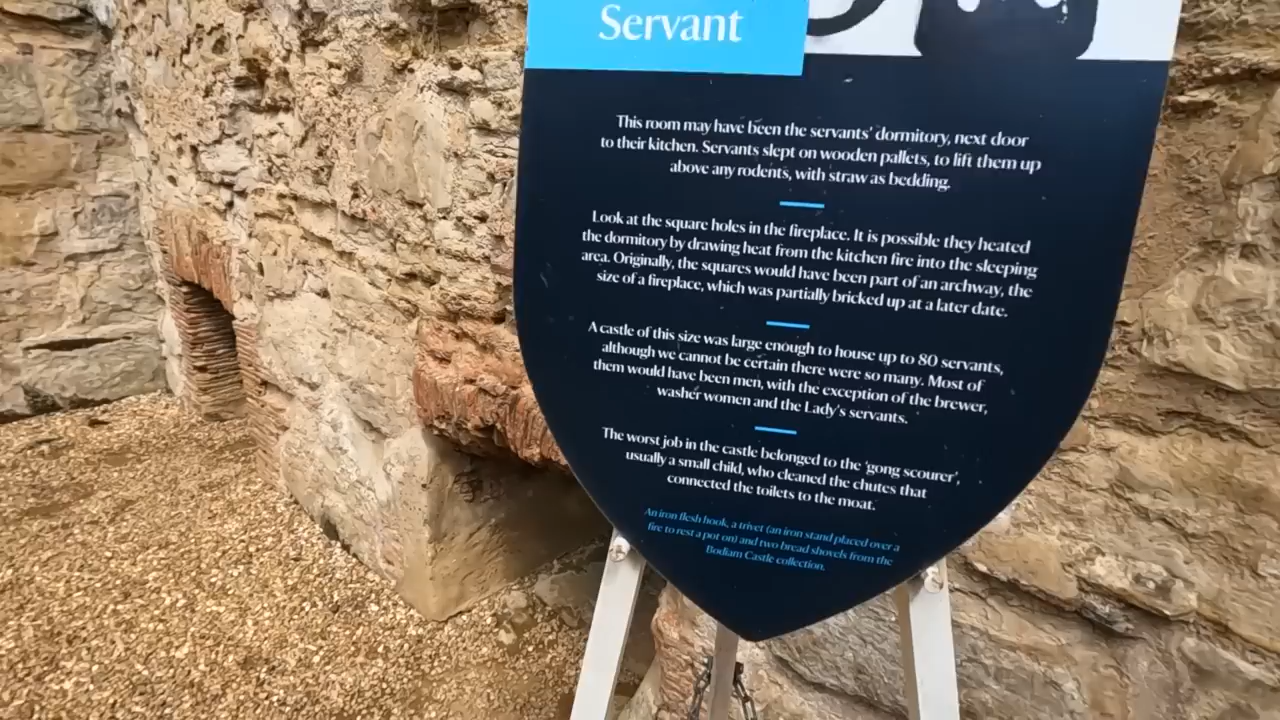 Servant
This room may have been the servants' dormitory, next door
to their kitchen. Servants slept on wooden pallets, to lift them up
above any rodents, with straw as bedding.
Look at the square holes in the fireplace. It is possible they heated
the dormitory by drawing heat from the kitchen fire into the sleeping
area. Originally, the squares would have been part of an archway, the
size of a fireplace, which was partially bricked up at a later date.
A castle of this size was large enough to house up to 80 servants,
although we cannot be certain there were so many. Most of
them would have been men, with the exception of the brewer,
washer women and the Lady's servants.
The worst job in the castle belonged to the 'gong scourer',
usually a small child, who cleaned the chutes that
connected the toilets to the moat.
An iron flesh hook, a trivet (an iron stand placed over a
fire to rest a pot on) and two bread shovels from the
Bodiam Castle collection.